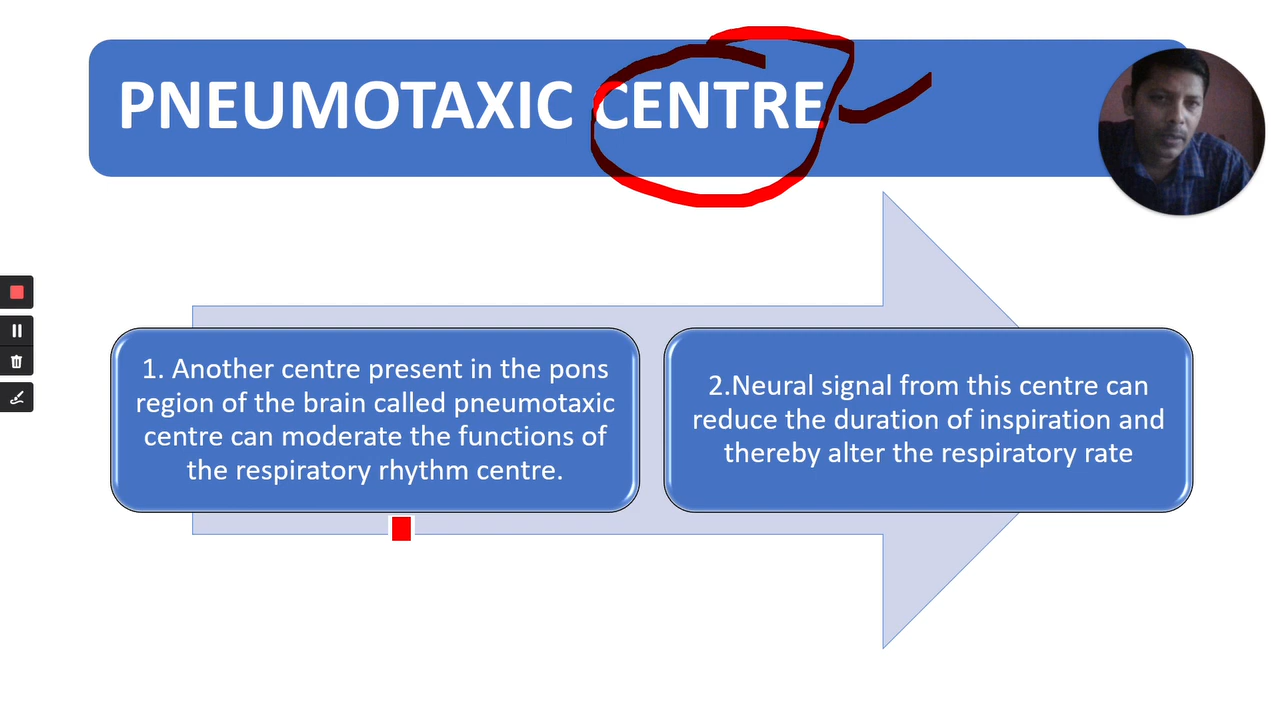 PNEUMOTAXIC CENTRE
1. Another centre present in the pons
region of the brain called pneumotaxic
centre can moderate the functions of
the respiratory rhythm centre.
2.Neural signal from this centre can
reduce the duration of inspiration and
thereby alter the respiratory rate